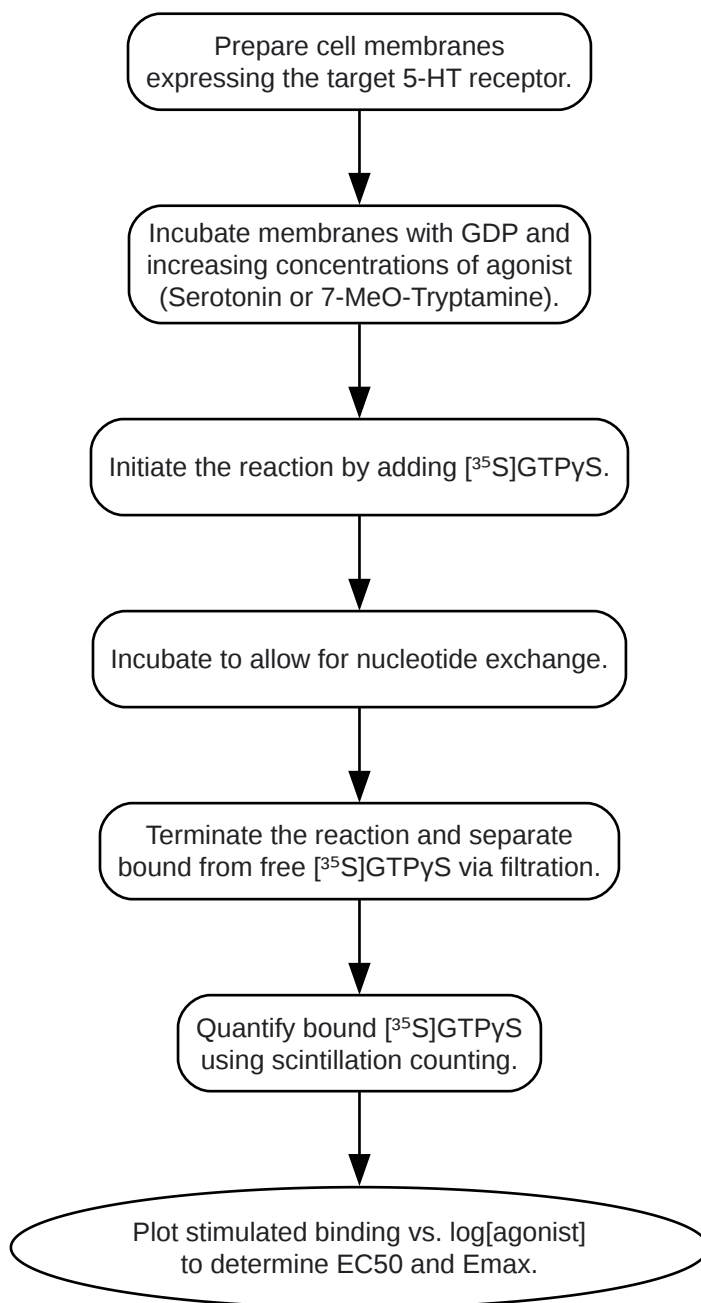 Prepare cell membranes
expressing the target 5-HT receptor.
Incubate membranes with GDP and
increasing concentrations of agonist
(Serotonin or 7-MeO-Tryptamine).
Initiate the reaction by adding [³⁵S]GTPγS.
Incubate to allow for nucleotide exchange.
Terminate the reaction and separate
bound from free [³⁵S]GTPγS via filtration.
Quantify bound [³⁵S]GTPγS
using scintillation counting.
Plot stimulated binding vs. log[agonist]
to determine EC50 and Emax.